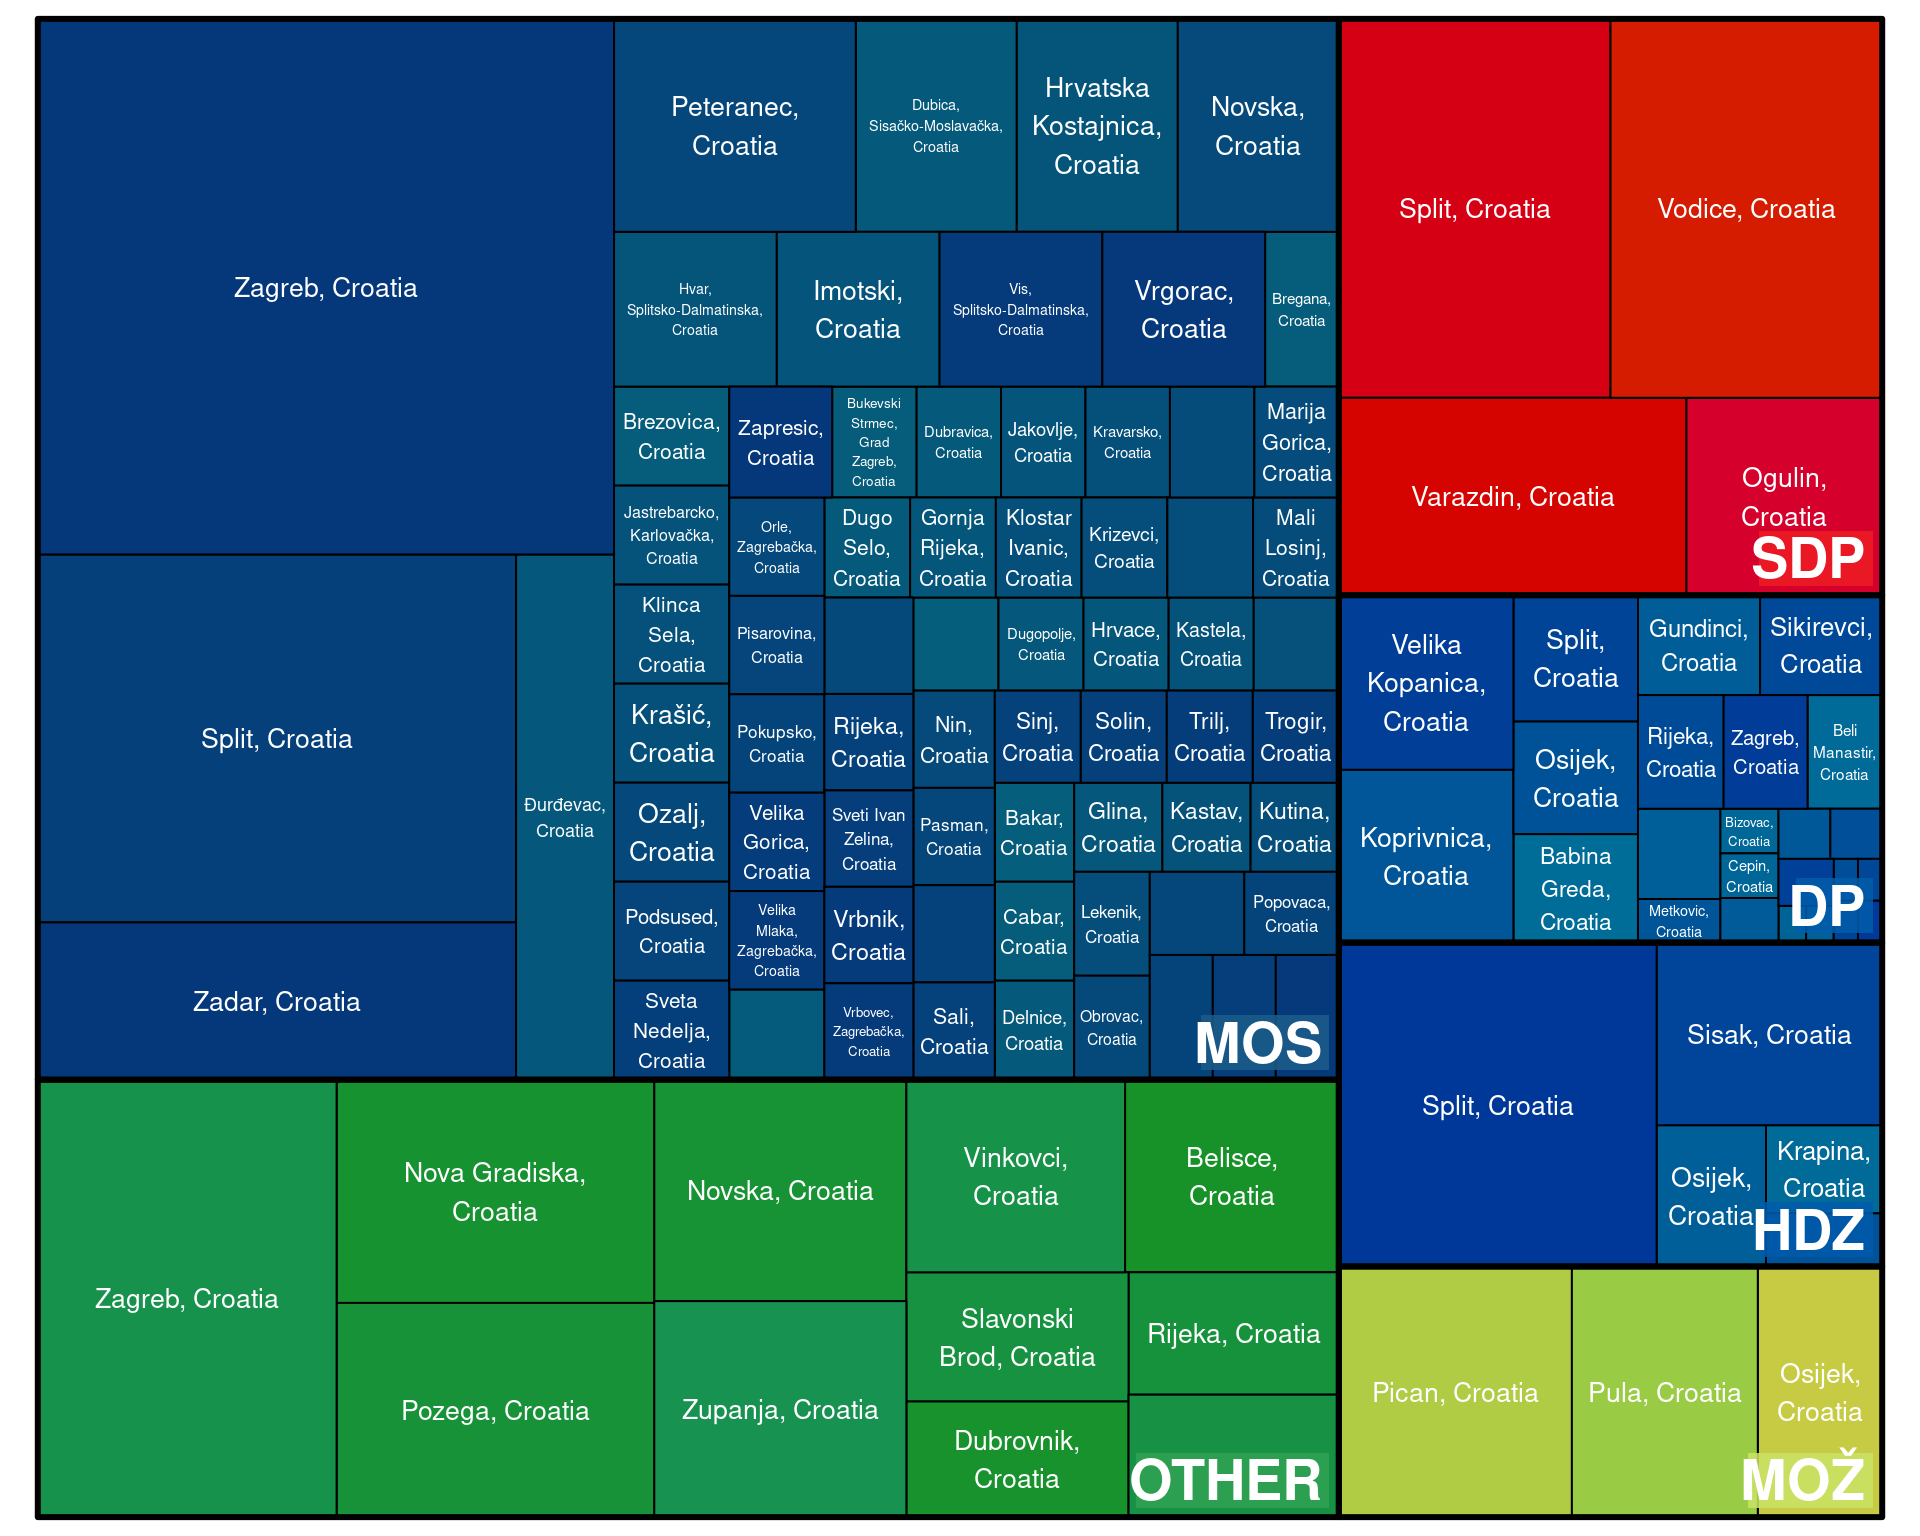 Zagreb, Croatia
Split, Croatia
Zadar, Croatia
Đurđevac,
Croatia
Peteranec,
Croatia
Dubica,
Sisačko-Moslavačka,
Croatia
Hrvatska
Kostajnica,
Croatia
Novska,
Croatia
Hvar,
Splitsko-Dalmatinska,
Croatia
Imotski,
Croatia
Vis,
Splitsko-Dalmatinska,
Croatia
Vrgorac,
Croatia
Bregana,
Croatia
Brezovica,
Croatia
Jastrebarcko,
Karlovačka,
Croatia
Klinca
Sela,
Croatia
Krašić,
Croatia
Ozalj,
Croatia
Podsused,
Croatia
Sveta
Nedelja,
Croatia
Zapresic,
Croatia
Bukevski
Strmec,
Grad
Zagreb,
Croatia
Dubravica,
Croatia
Jakovlje,
Croatia
Kravarsko,
Croatia
Marija
Gorica,
Croatia
Orle,
Zagrebačka,
Croatia
Pisarovina,
Croatia
Pokupsko,
Croatia
Velika
Gorica,
Croatia
Velika
Mlaka,
Zagrebačka,
Croatia
Dugo
Selo,
Croatia
Gornja
Rijeka,
Croatia
Klostar
Ivanic,
Croatia
Krizevci,
Croatia
Mali
Losinj,
Croatia
Rijeka,
Croatia
Sveti Ivan
Zelina,
Croatia
Vrbnik,
Croatia
Vrbovec,
Zagrebačka,
Croatia
Dugopolje,
Croatia
Hrvace,
Croatia
Kastela,
Croatia
Nin,
Croatia
Pasman,
Croatia
Sali,
Croatia
Sinj,
Croatia
Solin,
Croatia
Trilj,
Croatia
Trogir,
Croatia
Bakar,
Croatia
Cabar,
Croatia
Delnice,
Croatia
Glina,
Croatia
Kastav,
Croatia
Kutina,
Croatia
Lekenik,
Croatia
Obrovac,
Croatia
Popovaca,
Croatia
MOS
Zagreb, Croatia
Nova Gradiska,
Croatia
Pozega, Croatia
Novska, Croatia
Zupanja, Croatia
Vinkovci,
Croatia
Belisce,
Croatia
Slavonski
Brod, Croatia
Rijeka, Croatia
Dubrovnik,
Croatia
OTHER
Split, Croatia
Vodice, Croatia
Varazdin, Croatia
Ogulin,
Croatia
SDP
Velika
Kopanica,
Croatia
Koprivnica,
Croatia
Split,
Croatia
Osijek,
Croatia
Babina
Greda,
Croatia
Gundinci,
Croatia
Sikirevci,
Croatia
Rijeka,
Croatia
Zagreb,
Croatia
Beli
Manastir,
Croatia
Bizovac,
Croatia
Cepin,
Croatia
Metkovic,
Croatia
DP
Split, Croatia
Sisak, Croatia
Osijek,
Croatia
Krapina,
Croatia
HDZ
Pican, Croatia
Pula, Croatia
Osijek,
Croatia
MOŽ